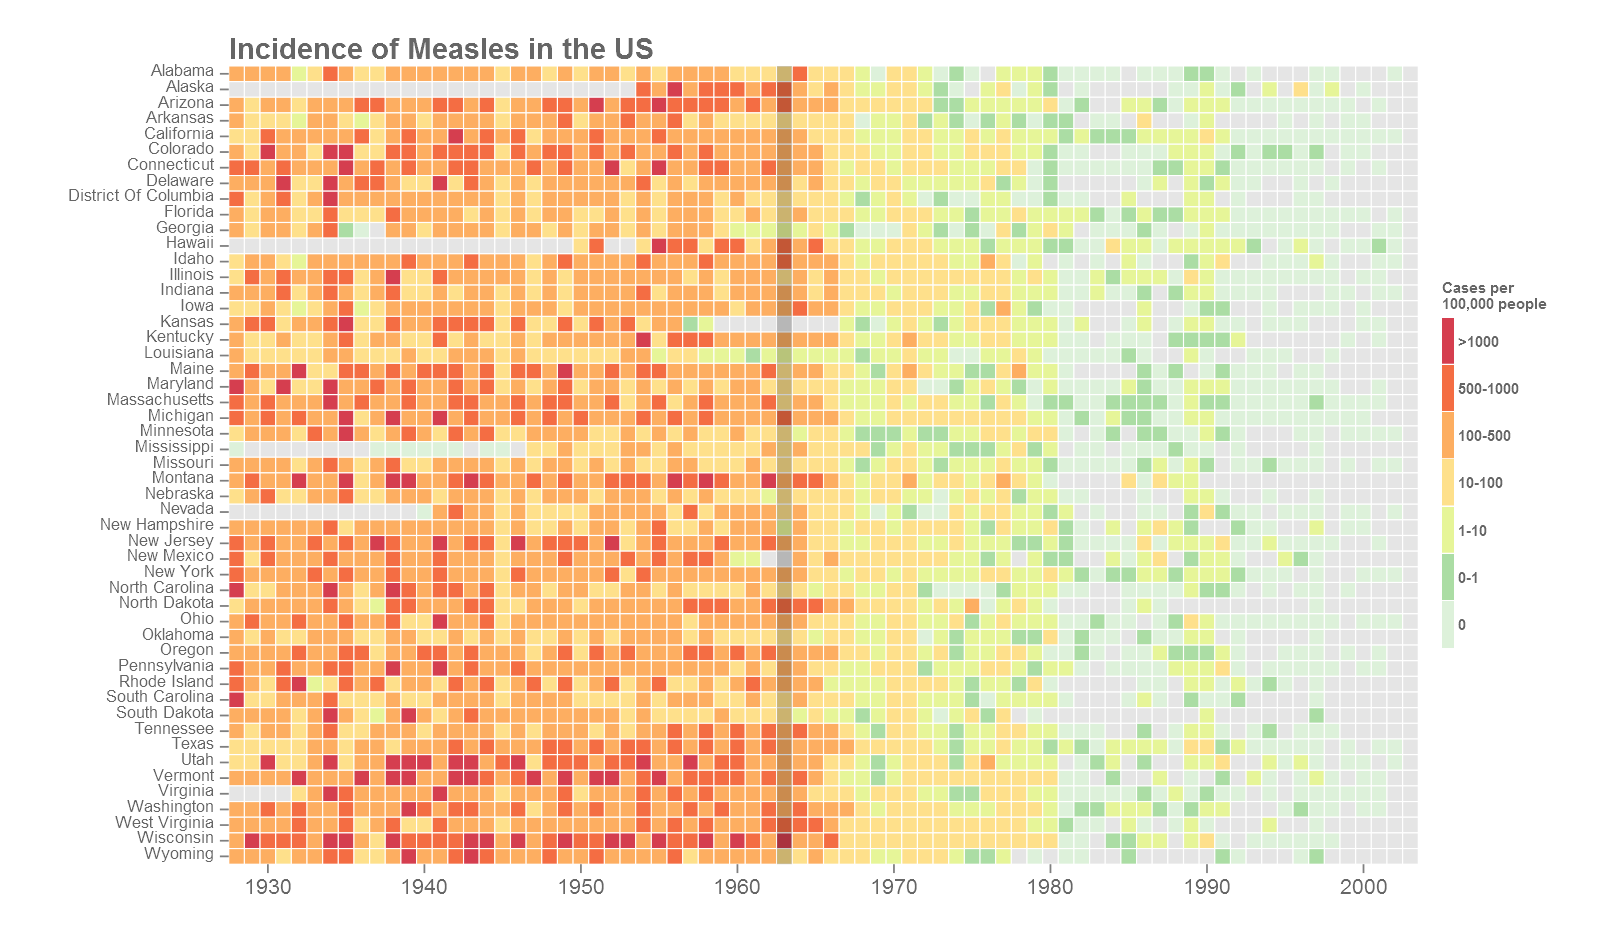 Incidence of Measles in the US
Alabama
Alaska
Arizona
Arkansas
California
Colorado
Connecticut
Delaware
District Of Columbia
Florida
Georgia
Hawaii
Idaho
Illinois
Indiana
Iowa
Kansas
Kentucky
Louisiana
Maine
Maryland
Massachusetts
Michigan
Minnesota
Mississippi
Missouri
Montana
Nebraska
Nevada
New Hampshire
New Jersey
New Mexico
New York
North Carolina
North Dakota
Ohio
Oklahoma
Oregon
Pennsylvania
Rhode Island
South Carolina
South Dakota
Tennessee
Texas
Utah
Vermont
Virginia
Washington
West Virginia
Wisconsin
Wyoming
1930 1940 1950 1960 1970 1980 1990 2000
Cases per
100,000 people
>1000
500-1000
100-500
10-100
1-10
0-1
0